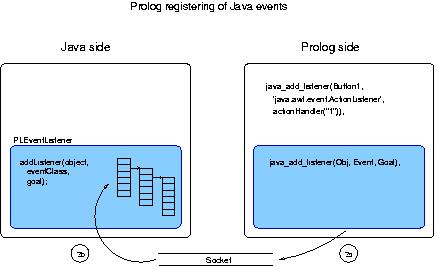 Prolog registering of Java events
Java side
Prolog side
java_add_listener(Button1,
'java.awt.event.ActionListener',
actionHandler("1")),
PLEventListener
addListener(object,
eventClass,
goal);
java_add_listener(Obj, Event, Goal),
2b
Socket
2a